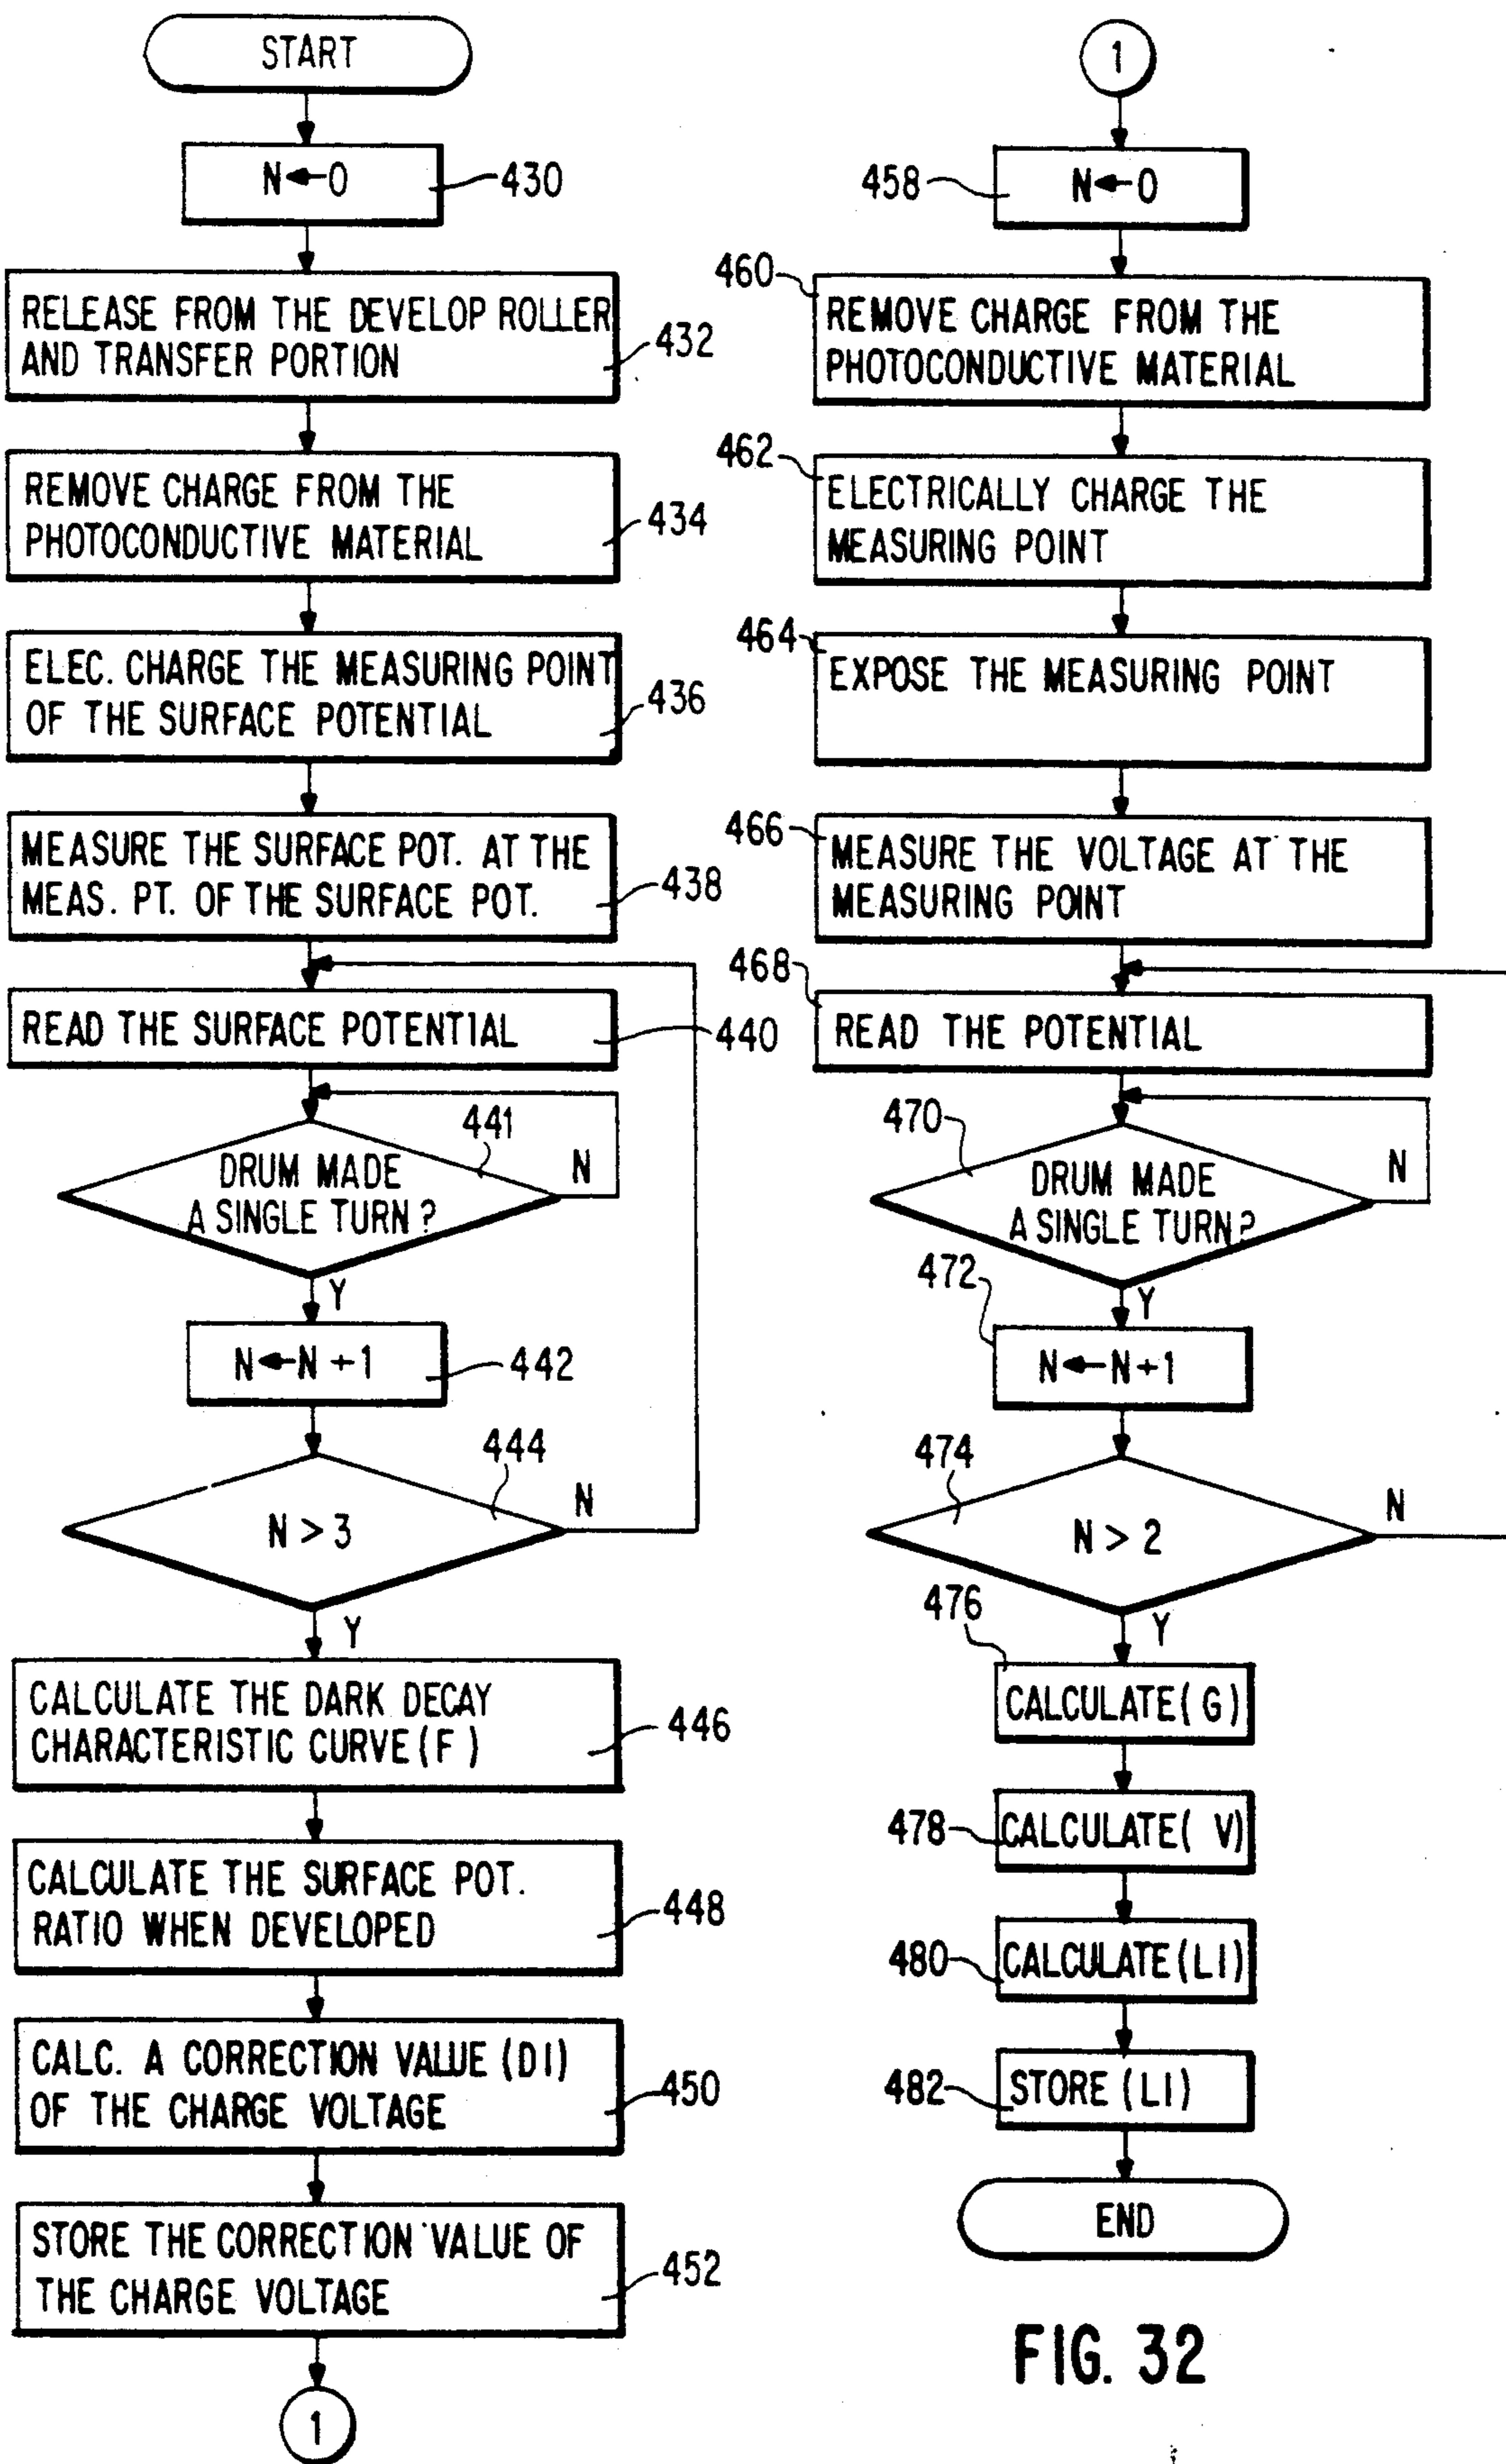 START
N←0
430
RELEASE FROM THE DEVELOP ROLLER
AND TRANSFER PORTION
432
REMOVE CHARGE FROM THE
PHOTOCONDUCTIVE MATERIAL
434
ELEC. CHARGE THE MEASURING POINT
OF THE SURFACE POTENTIAL
436
MEASURE THE SURFACE POT. AT THE
MEAS. PT. OF THE SURFACE POT.
438
READ THE SURFACE POTENTIAL
440
441
DRUM MADE
A SINGLE TURN?
N
Y
N←N+1
442
444
N>3
N
Y
CALCULATE THE DARK DECAY
CHARACTERISTIC CURVE(F)
446
CALCULATE THE SURFACE POT.
RATIO WHEN DEVELOPED
448
CALC. A CORRECTION VALUE (D1)
OF THE CHARGE VOLTAGE
450
STORE THE CORRECTION VALUE OF
THE CHARGE VOLTAGE
452
1
1
458
N←0
460
REMOVE CHARGE FROM THE
PHOTOCONDUCTIVE MATERIAL
462
ELECTRICALLY CHARGE THE
MEASURING POINT
464
EXPOSE THE MEASURING POINT
466
MEASURE THE VOLTAGE AT THE
MEASURING POINT
468
READ THE POTENTIAL
470
DRUM MADE
A SINGLE TURN?
N
Y
472
N←N+1
474
N>2
N
Y
476
CALCULATE(G)
478
CALCULATE( V)
480
CALCULATE(L1)
482
STORE (L1)
END
FIG. 32